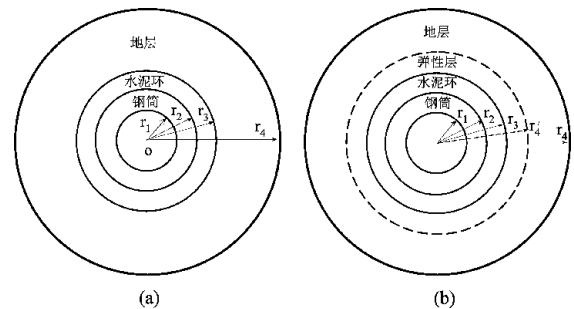 地层
水泥环
钢筒
r₁ r₂ r₃
r₄
o
(a)
地层
弹性层
水泥环
钢筒
r₁ r₂ r₃ r₄′ r₄
(b)